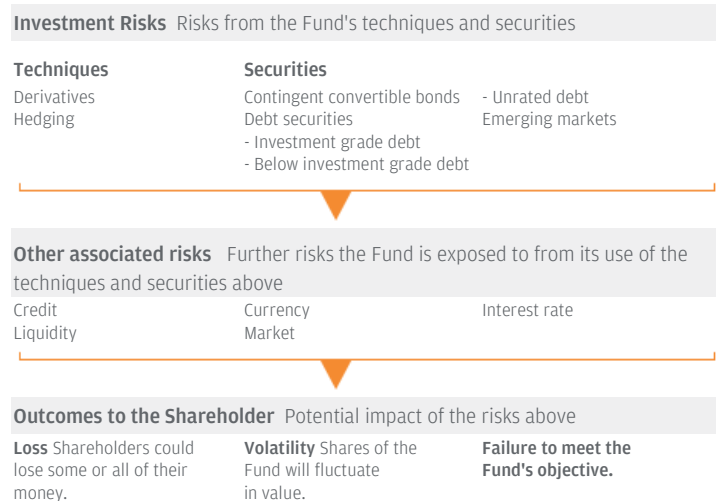 Investment Risks Risks from the Fund's techniques and securities
Techniques
Derivatives
Hedging
Securities
Contingent convertible bonds
Debt securities
- Investment grade debt
- Below investment grade debt
- Unrated debt
Emerging markets
Other associated risks Further risks the Fund is exposed to from its use of the
techniques and securities above
Credit
Liquidity
Currency
Market
Interest rate
Outcomes to the Shareholder Potential impact of the risks above
Loss Shareholders could
lose some or all of their
money.
Volatility Shares of the
Fund will fluctuate
in value.
Failure to meet the
Fund's objective.